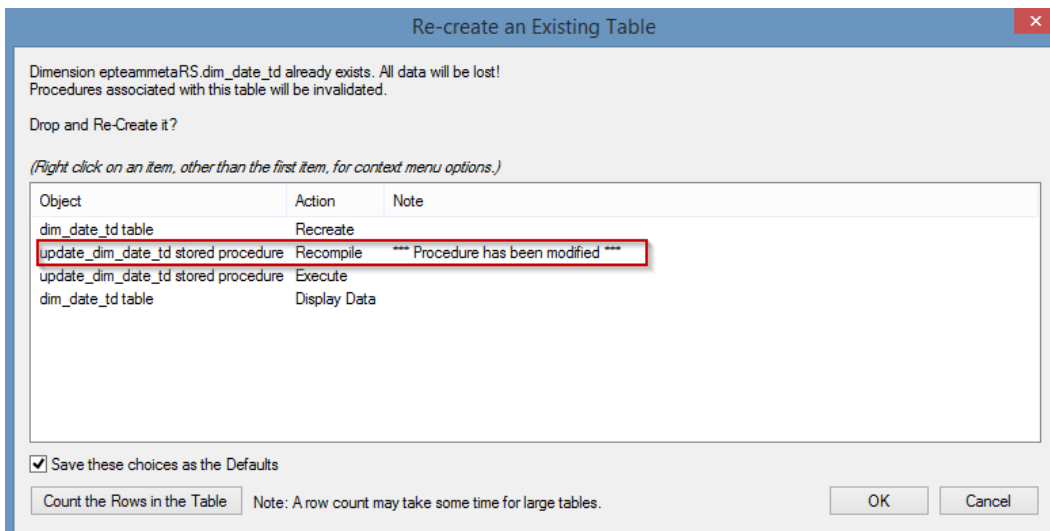 Re-create an Existing Table
Dimension epteammetaRS.dim_date_td already exists. All data will be lost!
Procedures associated with this table will be invalidated.
Drop and Re-Create it?
(Right click on an item, other than the first item, for context menu options.)
Object Action Note
dim_date_td table Recreate
update_dim_date_td stored procedure Recompile *** Procedure has been modified ***
update_dim_date_td stored procedure Execute
dim_date_td table Display Data
Save these choices as the Defaults
Count the Rows in the Table Note: A row count may take some time for large tables. OK Cancel